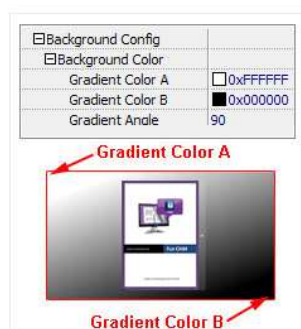 Background Config
Background Color
Gradient Color A 0xFFFFFF
Gradient Color B 0x000000
Gradient Angle 90
Gradient Color A
Gradient Color B